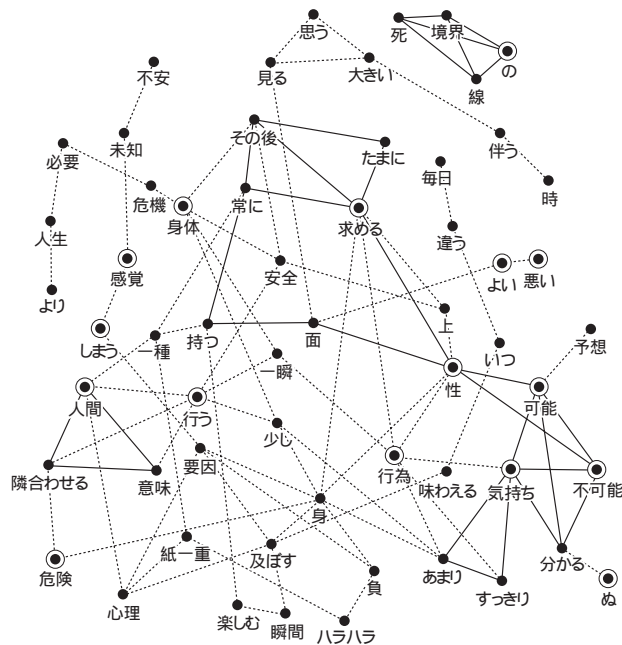 思う
死
境界
の
見る
大きい
線
不安
その後
未知
たまに
伴う
必要
毎日
時
危機
身体
常に
求める
人生
違う
感覚
安全
よい
悪い
より
しまう
一種
持つ
面
上
予想
一瞬
いつ
人間
行う
性
可能
少し
隣合わせる
意味
要因
行為
味わえる
気持ち
不可能
身
危険
紙一重
及ぼす
あまり
分かる
心理
負
すっきり
ぬ
楽しむ
瞬間
ハラハラ